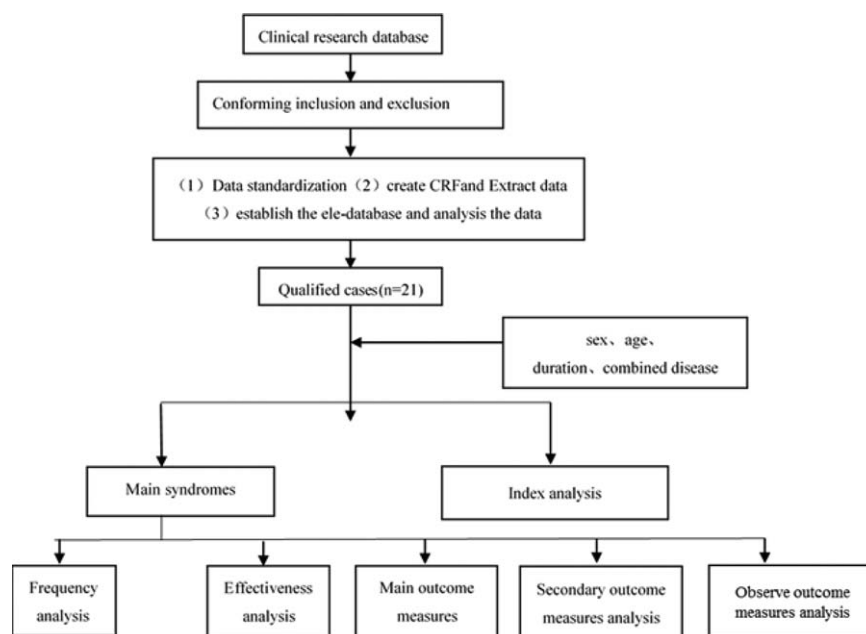 Clinical research database
Conforming inclusion and exclusion
（1）Data standardization（2）create CRFand Extract data
（3）establish the ele-database and analysis the data
Qualified cases(n=21)
sex、age、
duration、combined disease
Main syndromes
Index analysis
Frequency
analysis
Effectiveness
analysis
Main outcome
measures
Secondary outcome
measures analysis
Observe outcome
measures analysis